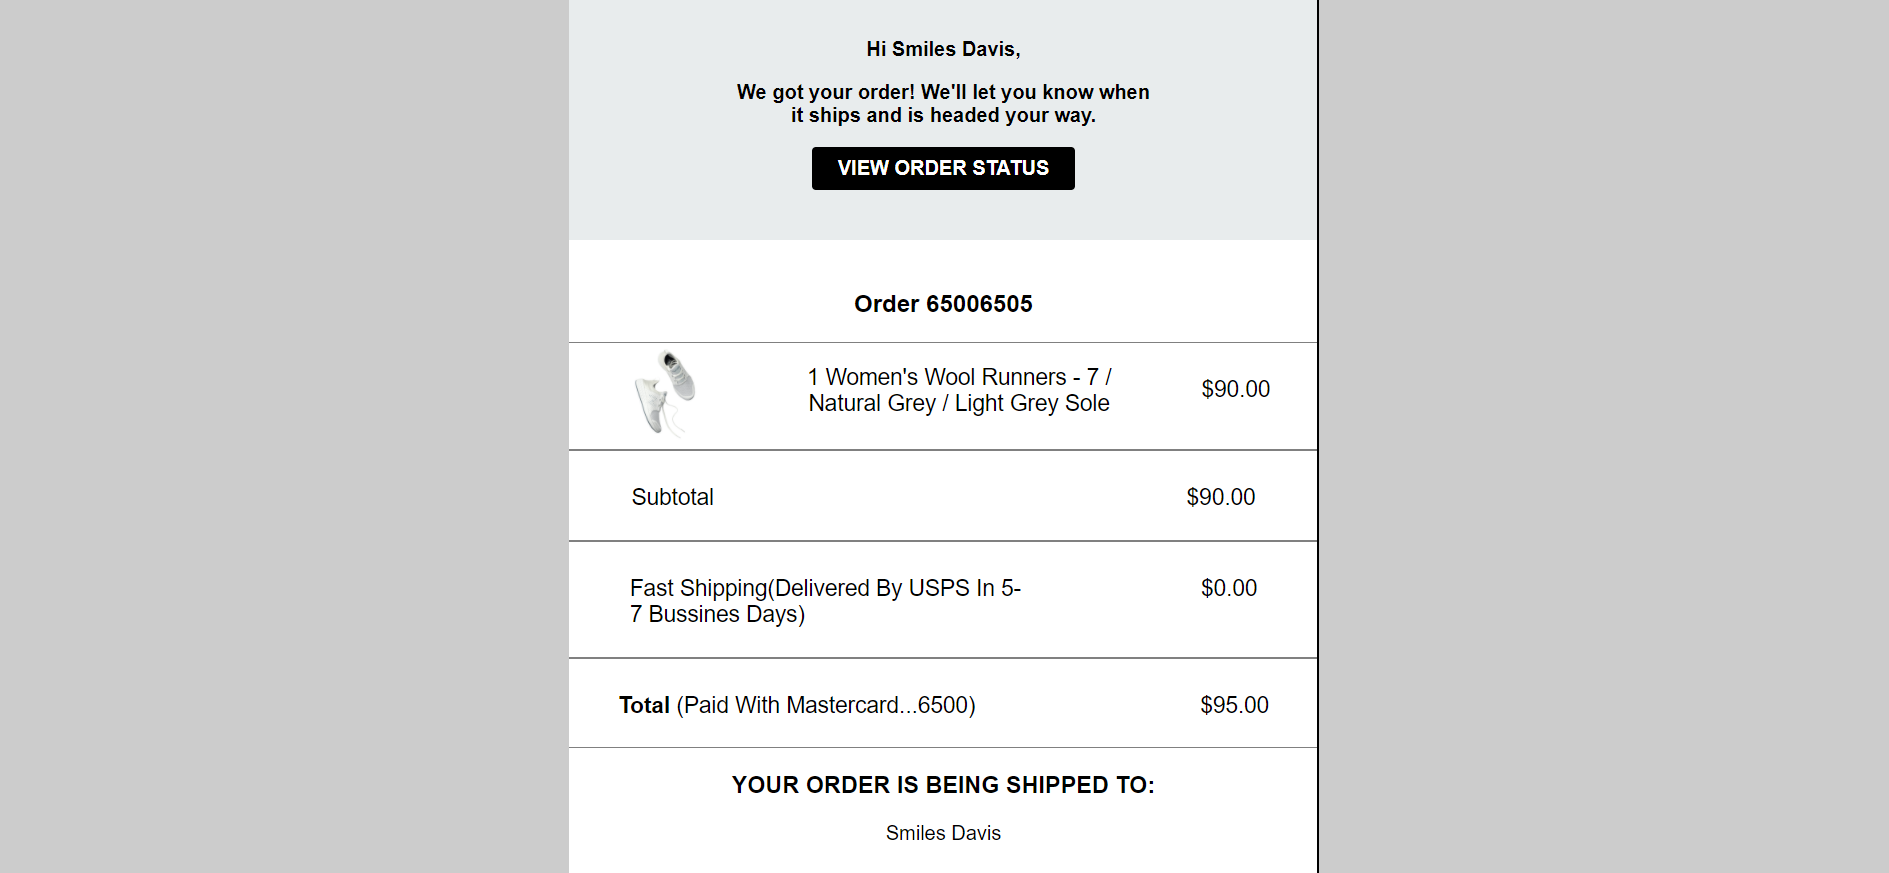 Hi Smiles Davis,
We got your order! We'll let you know when
it ships and is headed your way.
VIEW ORDER STATUS
Order 65006505
1 Women's Wool Runners - 7 /
Natural Grey / Light Grey Sole
$90.00
Subtotal
$90.00
Fast Shipping(Delivered By USPS In 5-
7 Bussines Days)
$0.00
Total (Paid With Mastercard...6500)
$95.00
YOUR ORDER IS BEING SHIPPED TO:
Smiles Davis